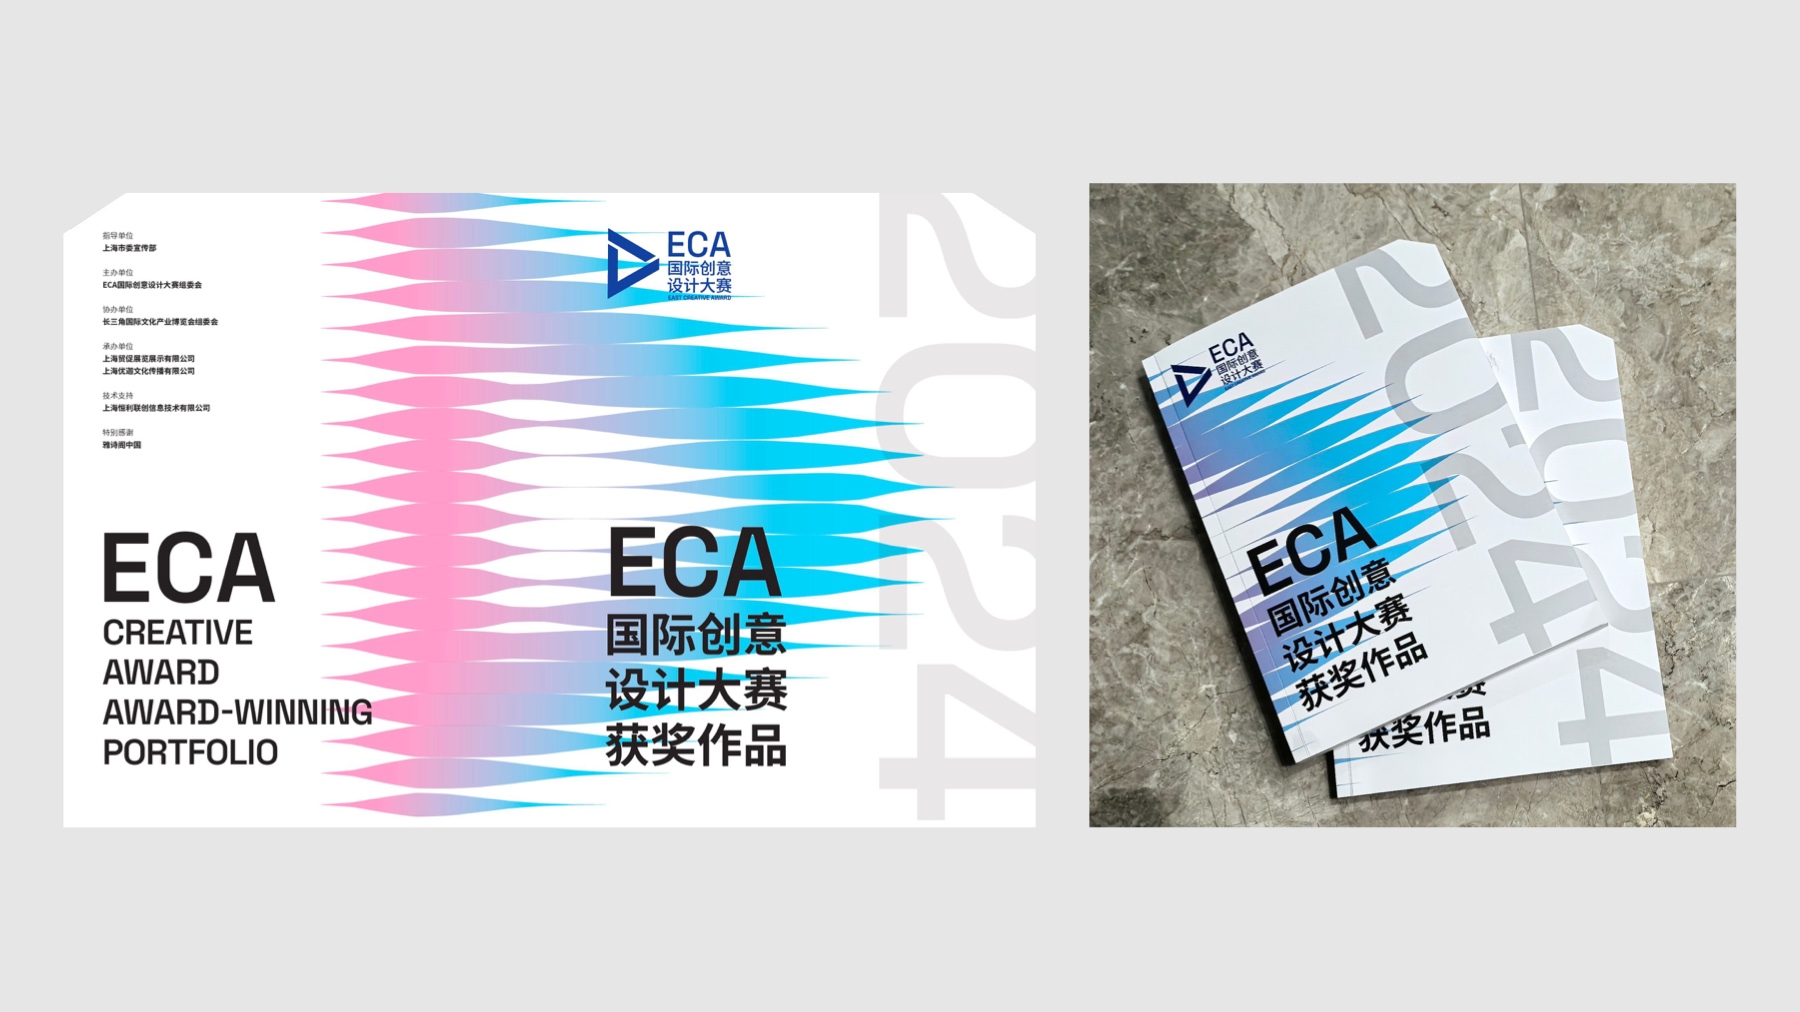 指导单位
上海市委宣传部
主办单位
ECA国际创意设计大赛组委会
协办单位
长三角国际文化产业博览会组委会
承办单位
上海贸促展览展示有限公司
上海优迦文化传播有限公司
技术支持
上海恒利联创信息技术有限公司
特别感谢
雅诗阁中国
ECA
CREATIVE
AWARD
AWARD-WINNING
PORTFOLIO
ECA
国际创意
设计大赛
EAST CREATIVE AWARD
ECA
国际创意
设计大赛
获奖作品
2024
ECA
国际创意
设计大赛
ECA
国际创意
设计大赛
获奖作品
2024
获奖作品
2024